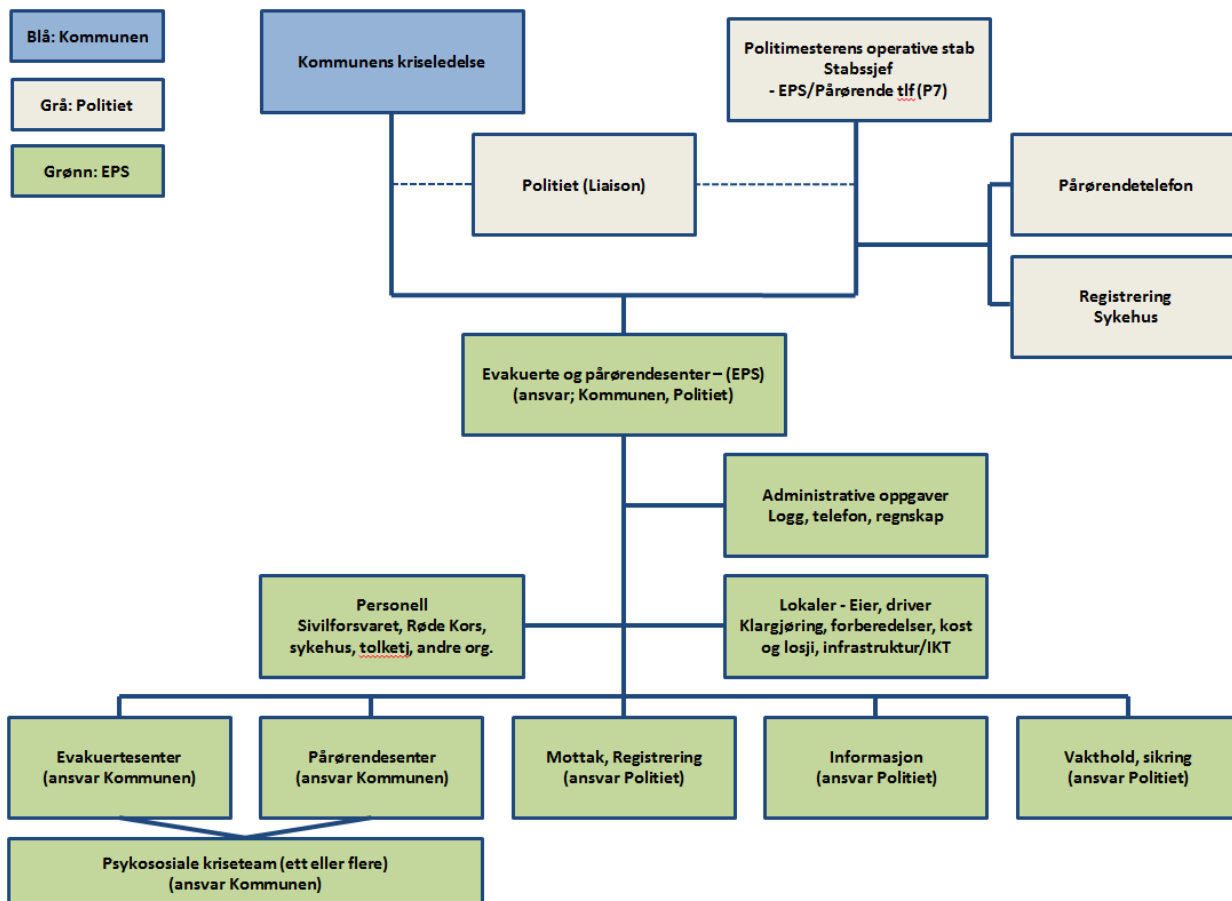 Blå: Kommunen
Grå: Politiet
Grønn: EPS
Kommunens kriseledelse
Politimesterens operative stab
Stabssjef
- EPS/Pårørende tlf (P7)
Politiet (Liaison)
Pårørendetelefon
Registrering
Sykehus
Evakuerte og pårørendesenter – (EPS)
(ansvar; Kommunen, Politiet)
Administrative oppgaver
Logg, telefon, regnskap
Personell
Sivilforsvaret, Røde Kors,
sykehus, tolketj, andre org.
Lokaler - Eier, driver
Klargjøring, forberedelser, kost
og losji, infrastruktur/IKT
Evakuertesenter
(ansvar Kommunen)
Pårørendesenter
(ansvar Kommunen)
Mottak, Registrering
(ansvar Politiet)
Informasjon
(ansvar Politiet)
Vakthold, sikring
(ansvar Politiet)
Psykososiale kriseteam (ett eller flere)
(ansvar Kommunen)